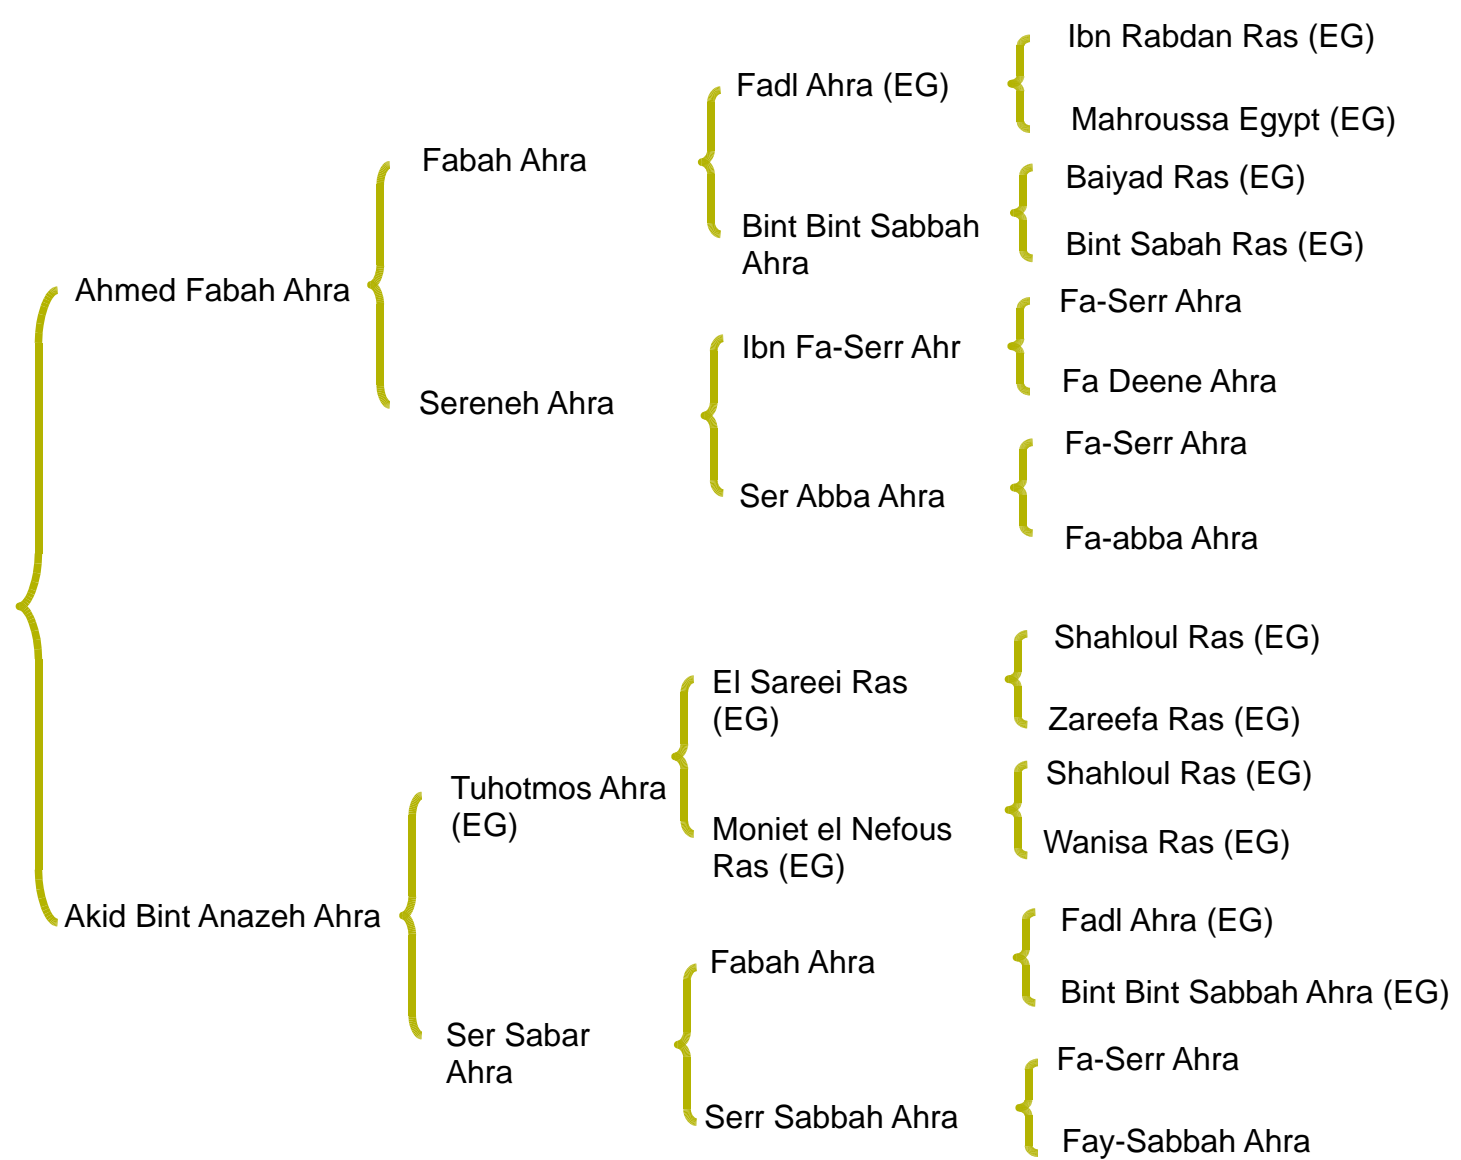 Ibn Rabdan Ras (EG)
Fadl Ahra (EG)
Mahroussa Egypt (EG)
Fabah Ahra
Baiyad Ras (EG)
Bint Bint Sabbah
Ahra
Bint Sabah Ras (EG)
Ahmed Fabah Ahra
Fa-Serr Ahra
Ibn Fa-Serr Ahr
Fa Deene Ahra
Sereneh Ahra
Fa-Serr Ahra
Ser Abba Ahra
Fa-abba Ahra
Shahloul Ras (EG)
El Sareei Ras
(EG)
Zareefa Ras (EG)
Tuhotmos Ahra
(EG)
Shahloul Ras (EG)
Moniet el Nefous
Ras (EG)
Wanisa Ras (EG)
Akid Bint Anazeh Ahra
Fadl Ahra (EG)
Fabah Ahra
Bint Bint Sabbah Ahra (EG)
Ser Sabar
Ahra
Fa-Serr Ahra
Serr Sabbah Ahra
Fay-Sabbah Ahra